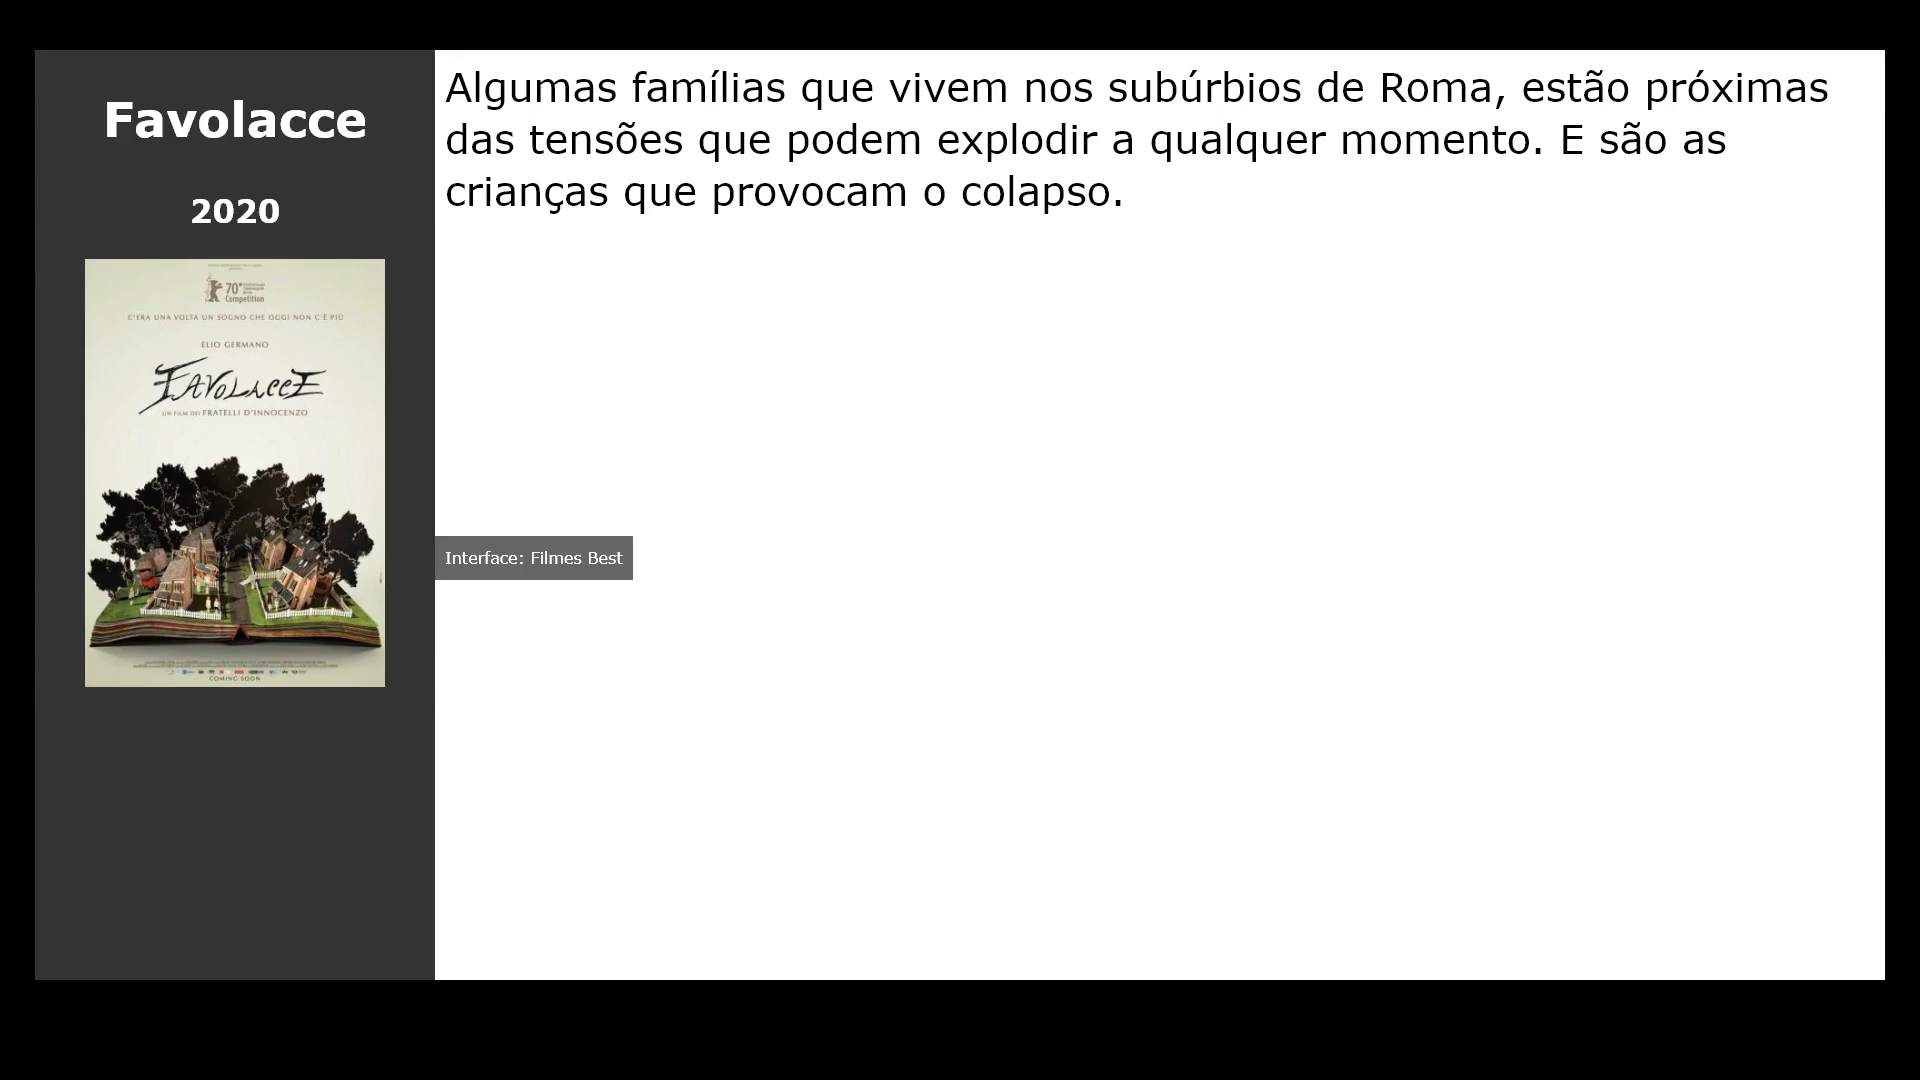 Favolacce
2020
70
Competition
C'ERA UNA VOLTA UN SOGNO CHE OGGI NON C'È PIÙ
ELIO GERMANO
FAVOLACCE
UN FILM DEI FRATELLI D'INNOCENZO
COMING SOON
Algumas famílias que vivem nos subúrbios de Roma, estão próximas
das tensões que podem explodir a qualquer momento. E são as
crianças que provocam o colapso.
Interface: Filmes Best